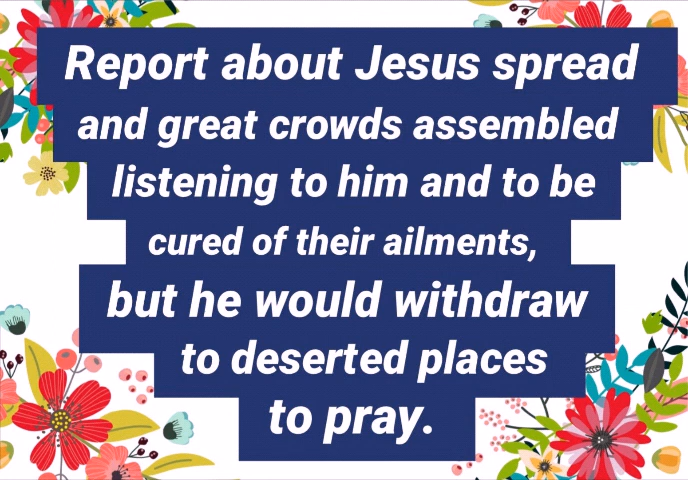 Report about Jesus spread
and great crowds assembled
listening to him and to be
cured of their ailments,
but he would withdraw
to deserted places
to pray.